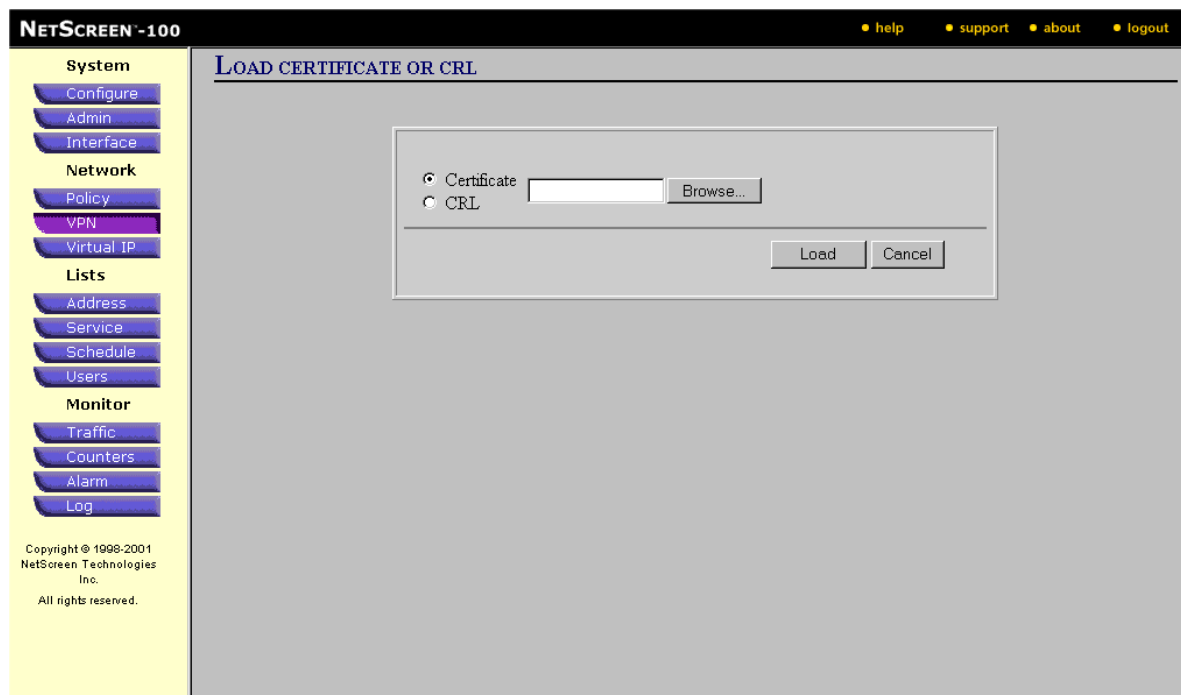 NETSCREEN™-100
help support about logout
System
Configure
Admin
Interface
Network
Policy
VPN
Virtual IP
Lists
Address
Service
Schedule
Users
Monitor
Traffic
Counters
Alarm
Log
Copyright © 1998-2001
NetScreen Technologies
Inc.
All rights reserved.
LOAD CERTIFICATE OR CRL
Certificate
CRL
Browse...
Load Cancel